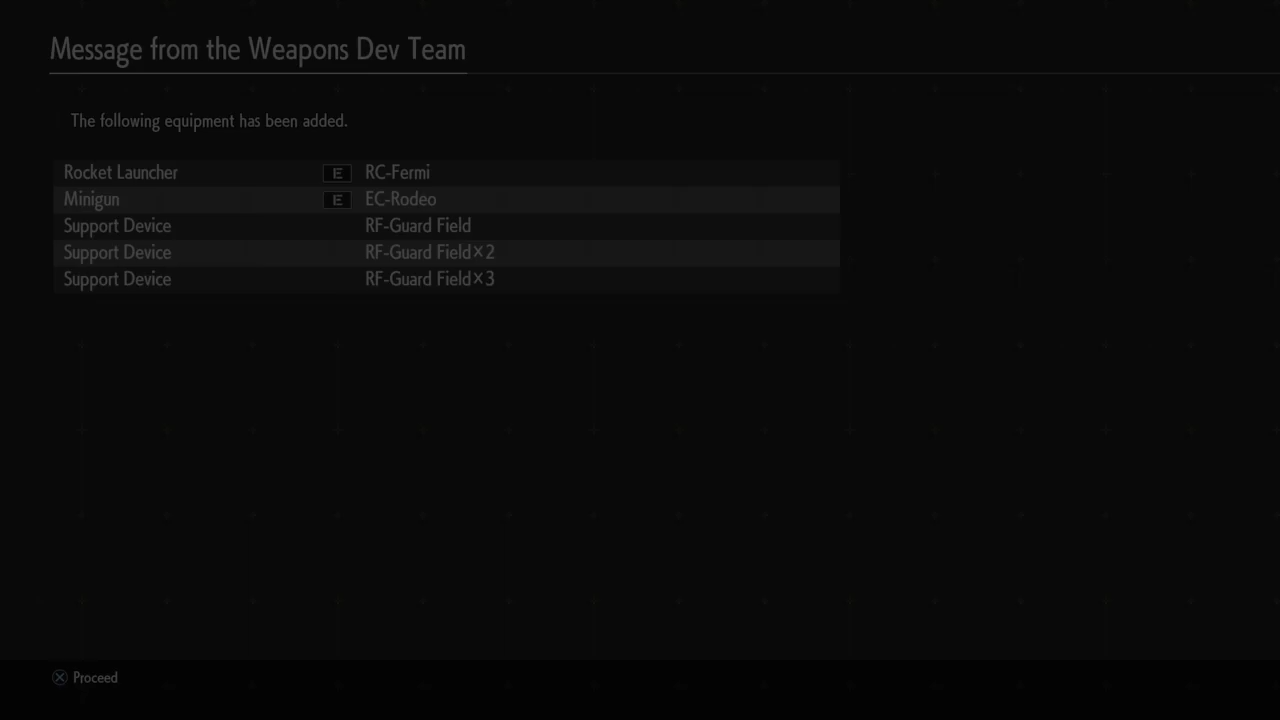 Message from the Weapons Dev Team
The following equipment has been added.
Rocket Launcher E RC-Fermi
Minigun E EC-Rodeo
Support Device RF-Guard Field
Support Device RF-Guard Field×2
Support Device RF-Guard Field×3
Proceed